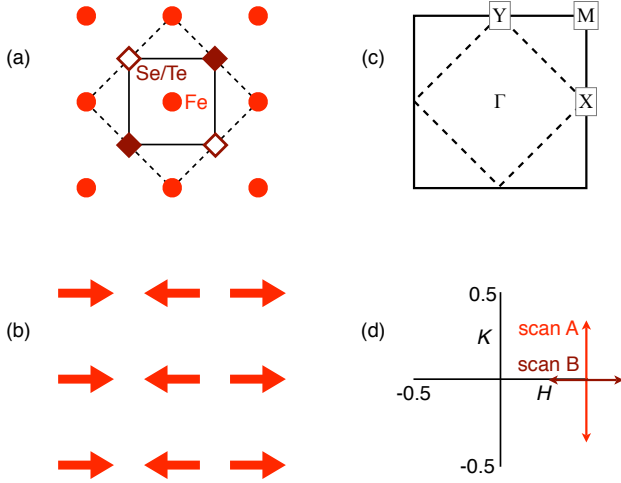 (a)
Se/Te
Fe
(b)
(c)
Y
M
Γ
X
(d)
0.5
K
scan A
scan B
-0.5
H
-0.5